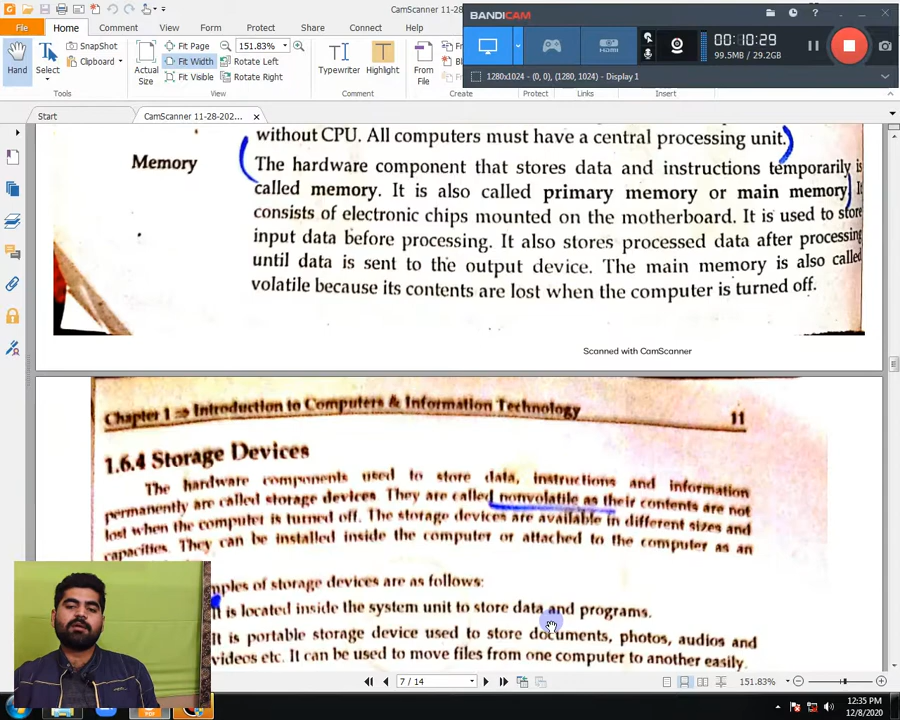 CamScanner 11-28-202
BANDICAM
File
Home
Comment
View
Form
Protect
Share
Connect
Help
00:10:29
99.5MB / 29.2GB
1280x1024 - (0, 0), (1280, 1024) - Display 1
Hand
Select
SnapShot
Clipboard
Actual Size
Fit Page
Fit Width
Fit Visible
151.83%
Rotate Left
Rotate Right
Typewriter
Highlight
From File
Tools
View
Comment
Create
Protect
Links
Insert
Start
CamScanner 11-28-202...
without CPU. All computers must have a central processing unit.
Memory
The hardware component that stores data and instructions temporarily is
called memory. It is also called primary memory or main memory. It
consists of electronic chips mounted on the motherboard. It is used to store
input data before processing. It also stores processed data after processing
until data is sent to the output device. The main memory is also called
volatile because its contents are lost when the computer is turned off.
Scanned with CamScanner
Chapter 1 ⇒ Introduction to Computers & Information Technology 11
1.6.4 Storage Devices
The hardware components used to store data, instructions and information
permanently are called storage devices. They are called nonvolatile as their contents are not
lost when the computer is turned off. The storage devices are available in different sizes and
capacities. They can be installed inside the computer or attached to the computer as an
of storage devices are as follows:
It is located inside the system unit to store data and programs.
It is portable storage device used to store documents, photos, audios and
videos etc. It can be used to move files from one computer to another easily.
7 / 14
151.83%
12:35 PM
12/8/2020